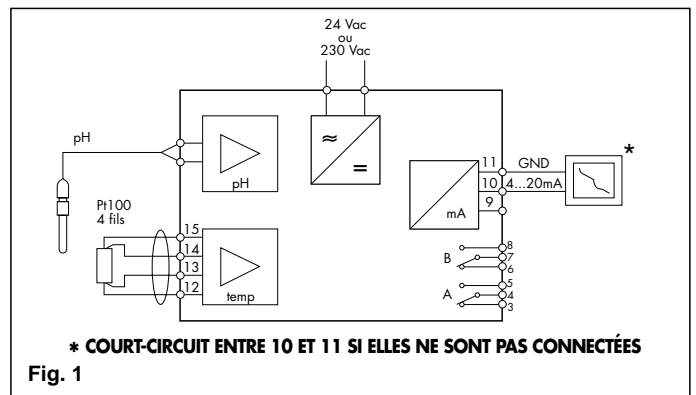 24 Vac
ou
230 Vac
pH
≈
=
pH
Pt100
4 fils
15
14
13
12
temp
mA
11
10
9
GND
4...20mA
*
B
8
7
6
A
5
4
3
* COURT-CIRCUIT ENTRE 10 ET 11 SI ELLES NE SONT PAS CONNECTÉES
Fig. 1